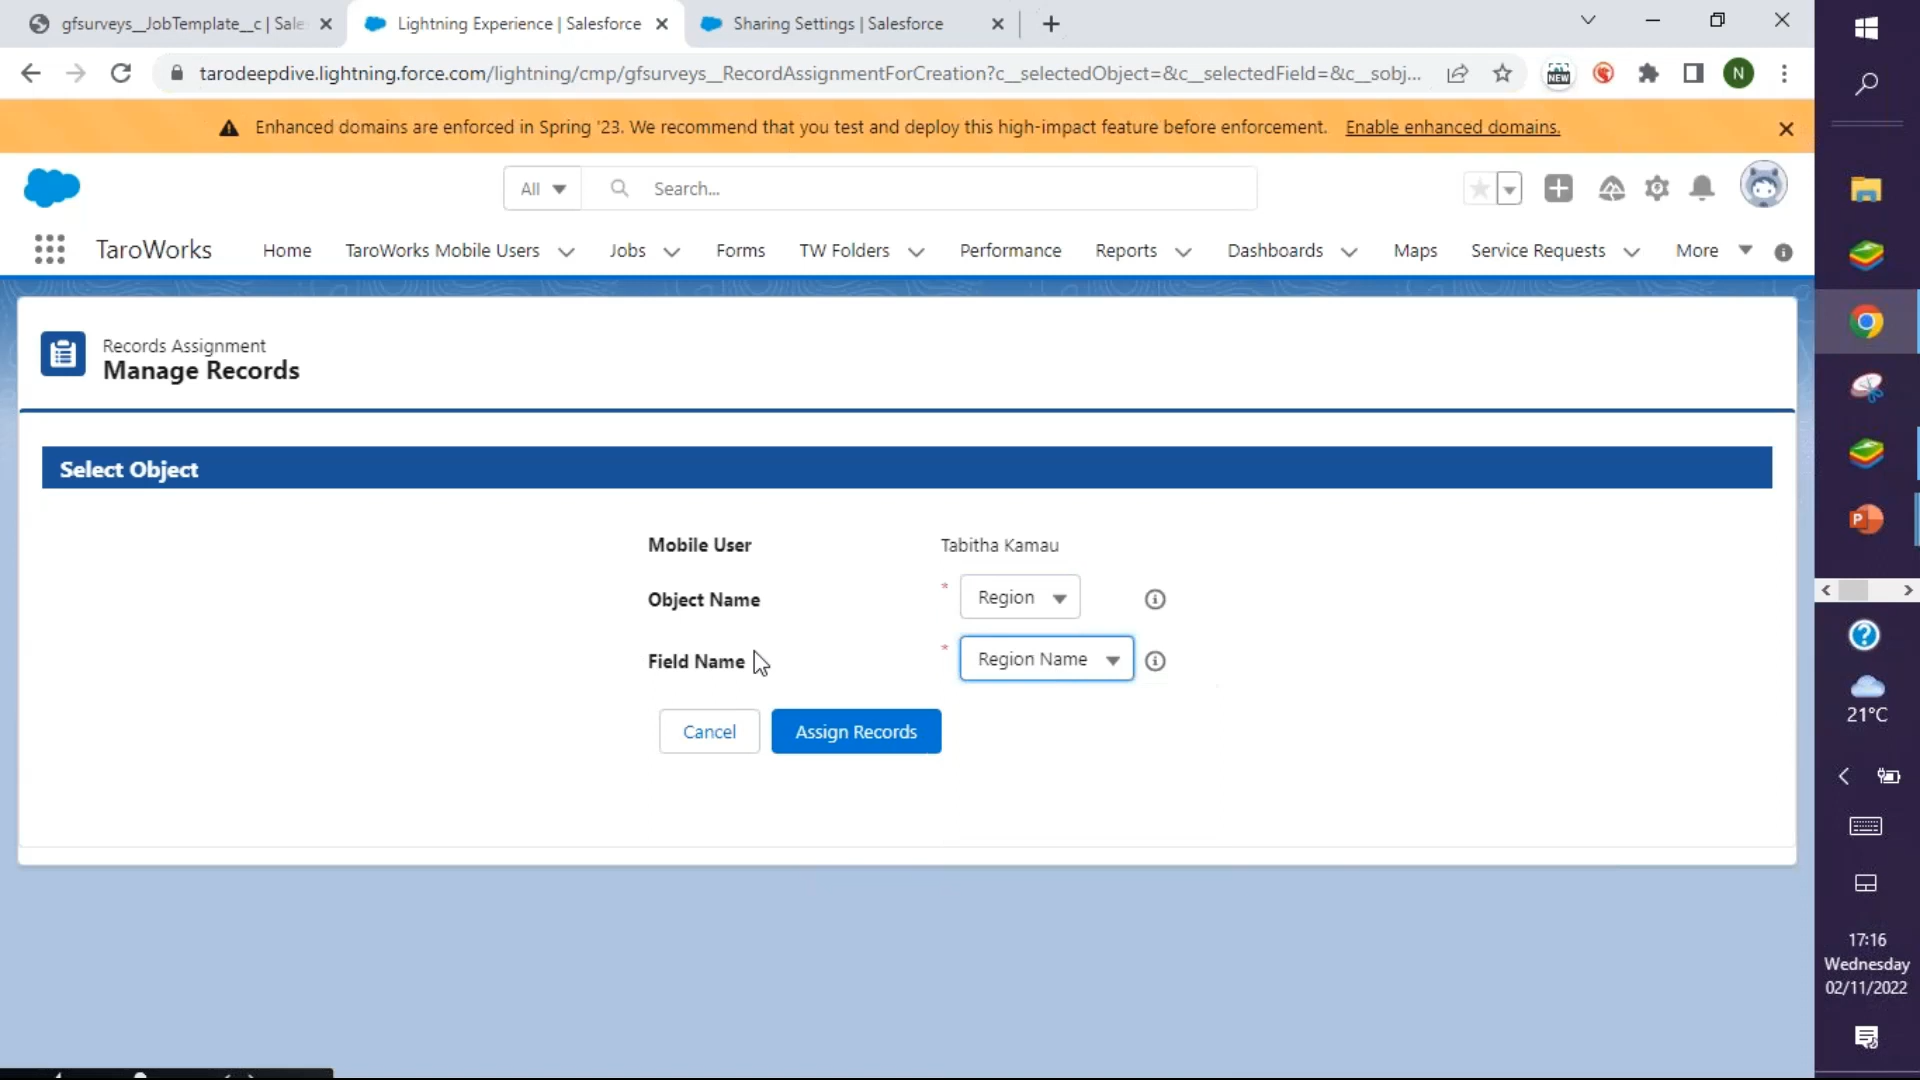 gfsurveys__JobTemplate__c | Sale
Lightning Experience | Salesforce
Sharing Settings | Salesforce
tarodeepdive.lightning.force.com/lightning/cmp/gfsurveys__RecordAssignmentForCreation?c__selectedObject=&c__selectedField=&c__sobj...
NEW
N
Enhanced domains are enforced in Spring '23. We recommend that you test and deploy this high-impact feature before enforcement. Enable enhanced domains.
All
Search...
TaroWorks
Home
TaroWorks Mobile Users
Jobs
Forms
TW Folders
Performance
Reports
Dashboards
Maps
Service Requests
More
Records Assignment
Manage Records
Select Object
Mobile User
Tabitha Kamau
Object Name
* Region
Field Name
* Region Name
Cancel
Assign Records
P
21°C
17:16
Wednesday
02/11/2022